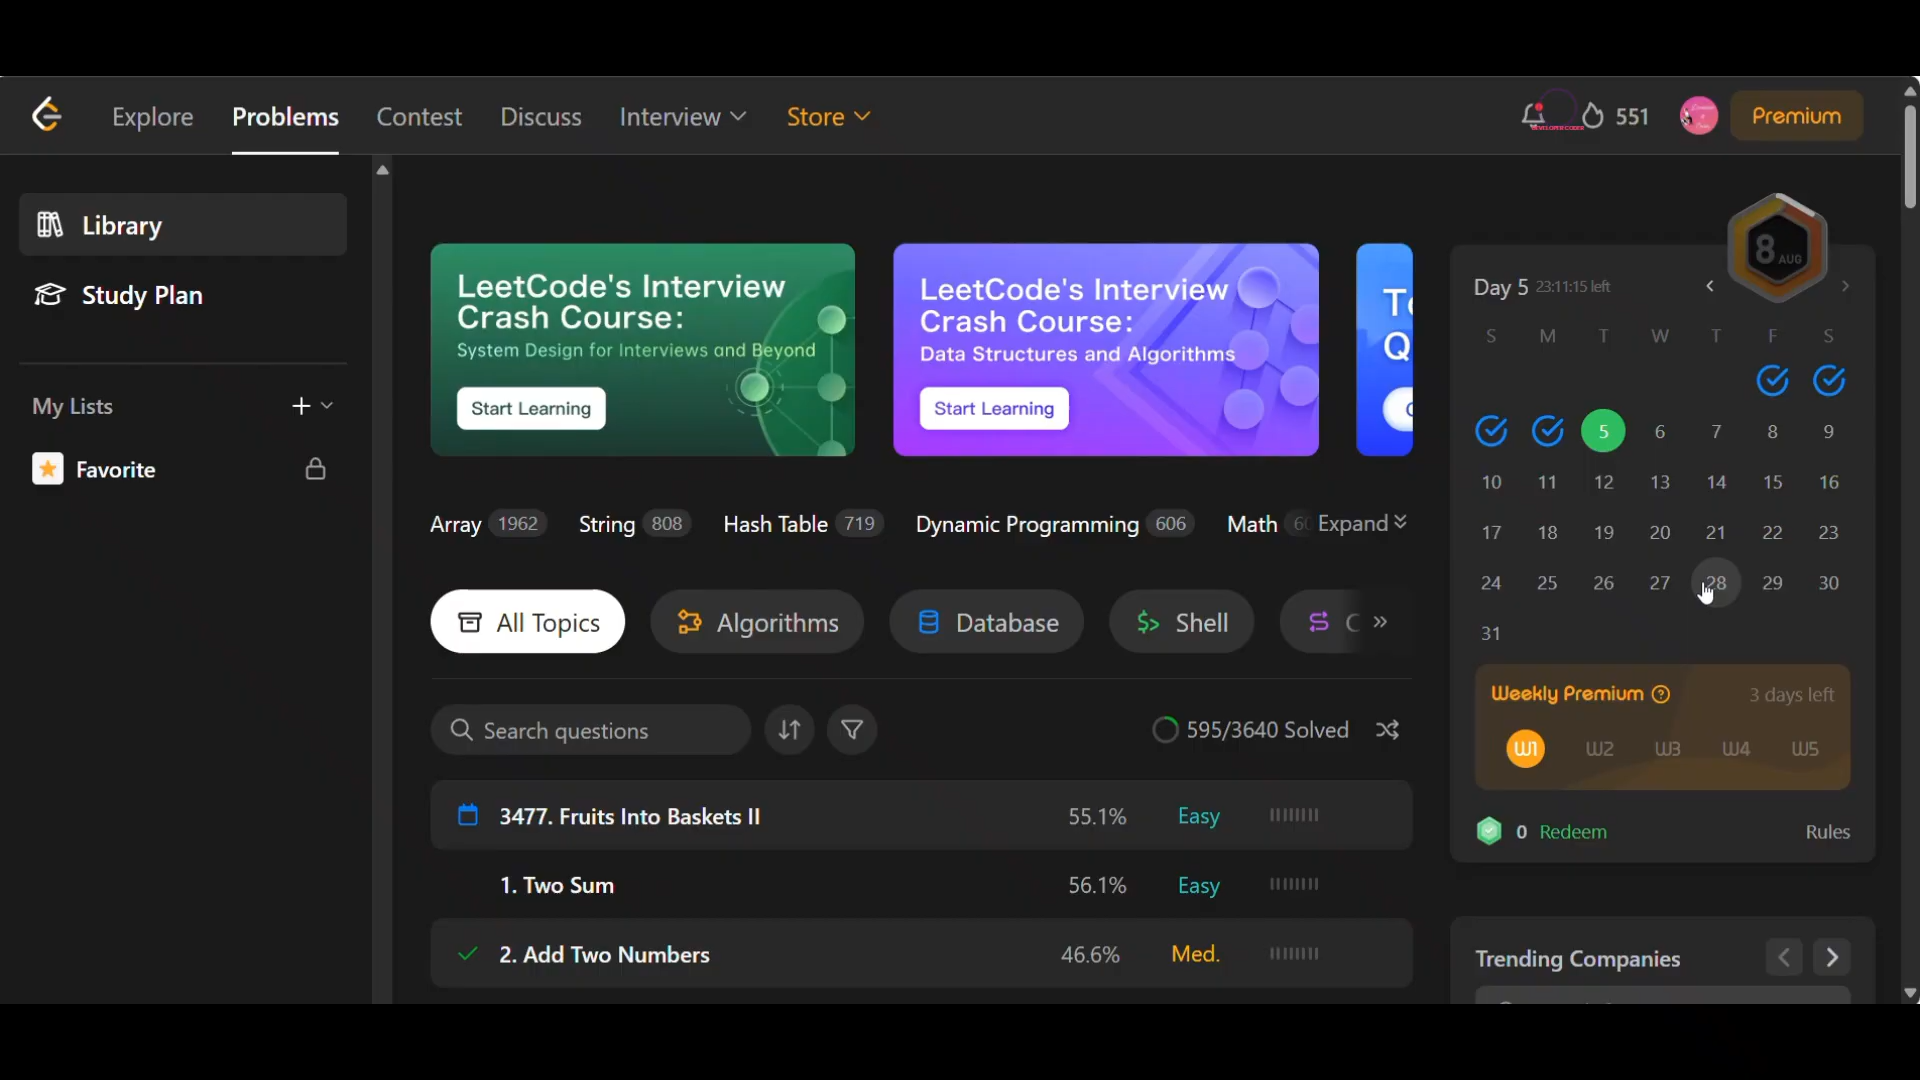 Explore Problems Contest Discuss Interview Store 551 Premium
DEVELOPER CODER
Library
Study Plan
My Lists
Favorite
LeetCode's Interview
Crash Course:
System Design for Interviews and Beyond
Start Learning
LeetCode's Interview
Crash Course:
Data Structures and Algorithms
Start Learning
Array 1962 String 808 Hash Table 719 Dynamic Programming 606 Math Expand
All Topics Algorithms Database Shell C
Search questions 595/3640 Solved
3477. Fruits Into Baskets II 55.1% Easy
1. Two Sum 56.1% Easy
2. Add Two Numbers 46.6% Med.
8 AUG
Day 5 23:11:15 left
S M T W T F S
5 6 7 8 9
10 11 12 13 14 15 16
17 18 19 20 21 22 23
24 25 26 27 28 29 30
31
Weekly Premium 3 days left
W1 W2 W3 W4 W5
0 Redeem Rules
Trending Companies